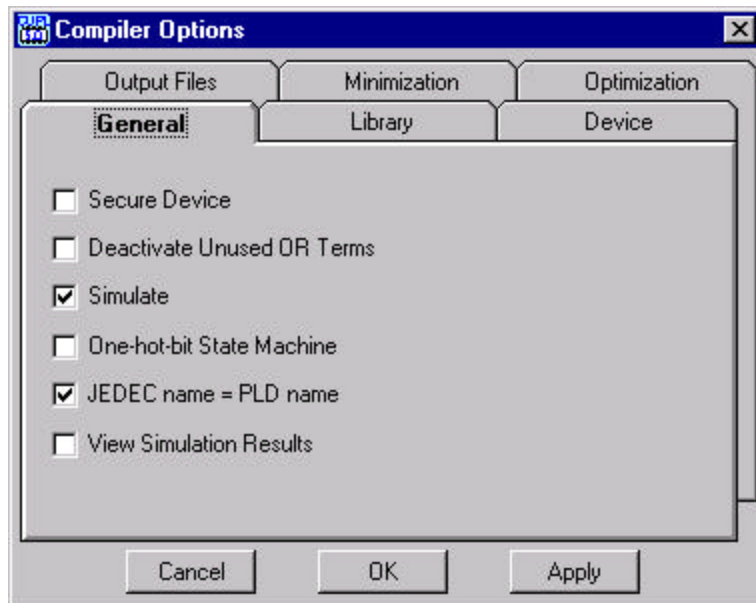 Compiler Options
Output Files Minimization Optimization
General Library Device
Secure Device
Deactivate Unused OR Terms
Simulate
One-hot-bit State Machine
JEDEC name = PLD name
View Simulation Results
Cancel OK Apply